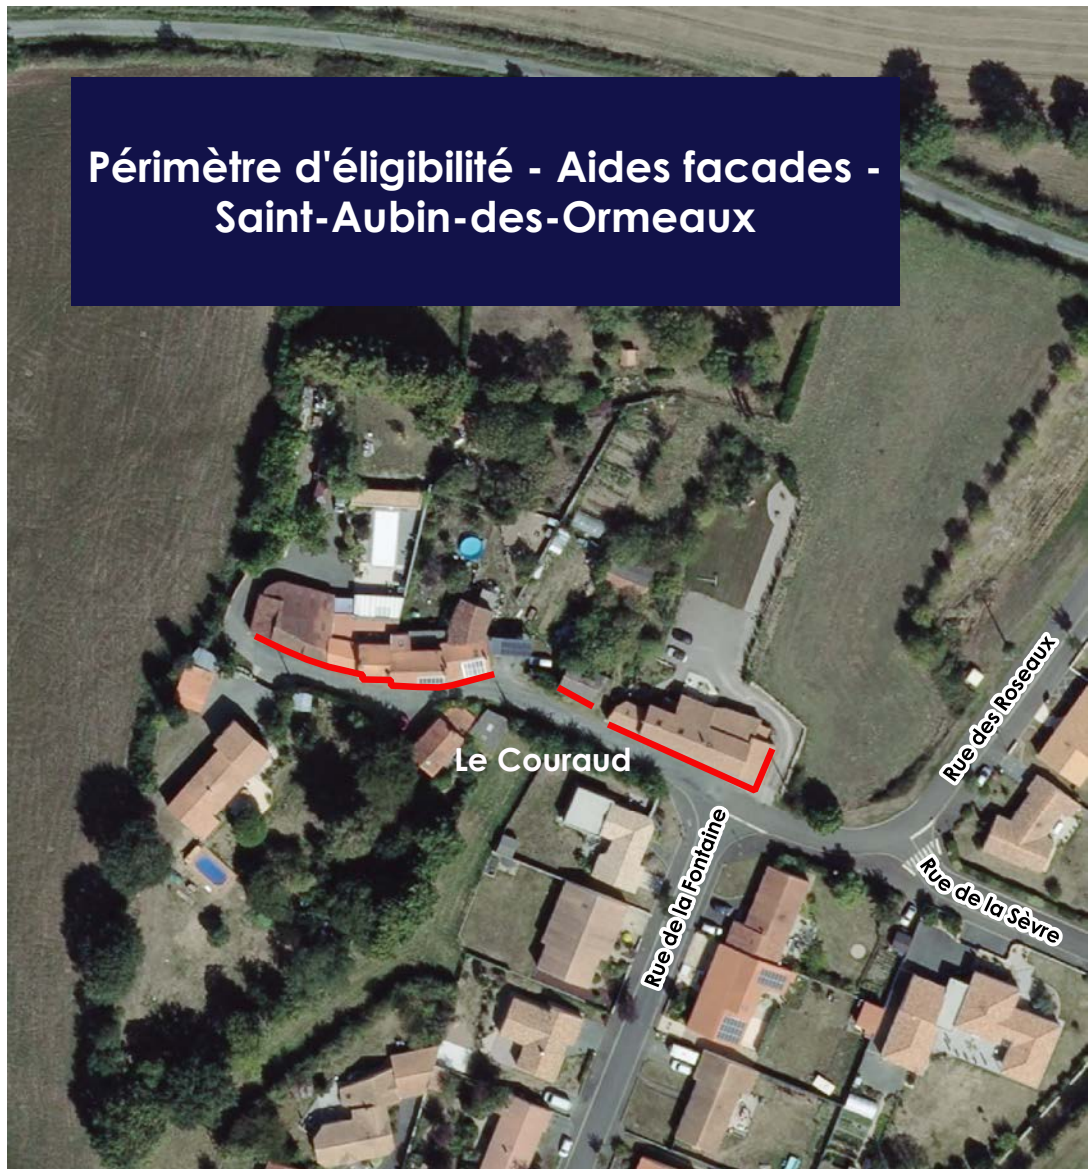 Périmètre d'éligibilité - Aides facades -
Saint-Aubin-des-Ormeaux
Rue des Roseaux
Le Couraud
Rue de la Fontaine
Rue de la Sèvre